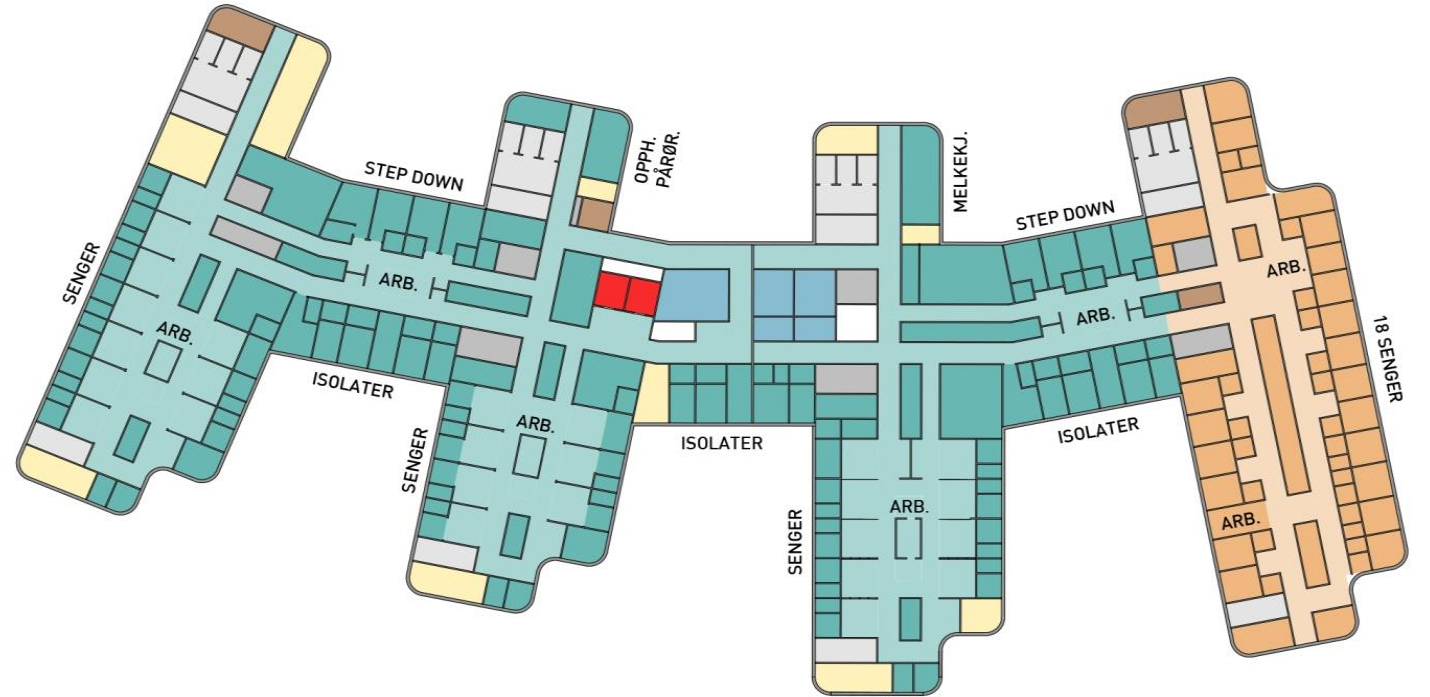 STEP DOWN
OPPH.
PÅRØR.
MELKEKJ.
STEP DOWN
SENGER
ARB.
ARB.
ARB.
ARB.
ARB.
18 SENGER
ISOLATER
ARB.
SENGER
ISOLATER
ISOLATER
SENGER
ARB.
ARB.